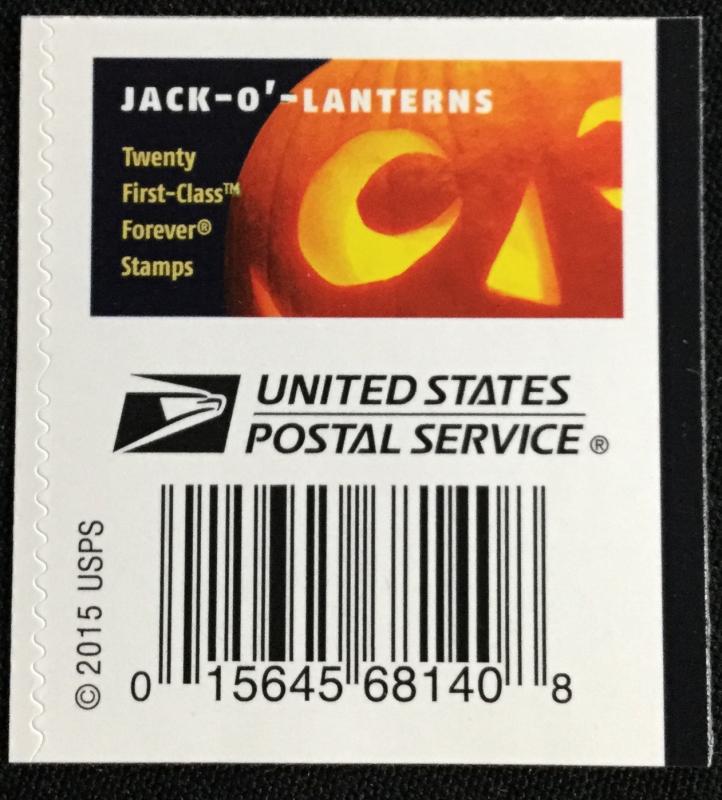 JACK-O'-LANTERNS
Twenty
First-Class™
Forever®
Stamps
UNITED STATES
POSTAL SERVICE®
© 2015 USPS
0 15645 68140 8